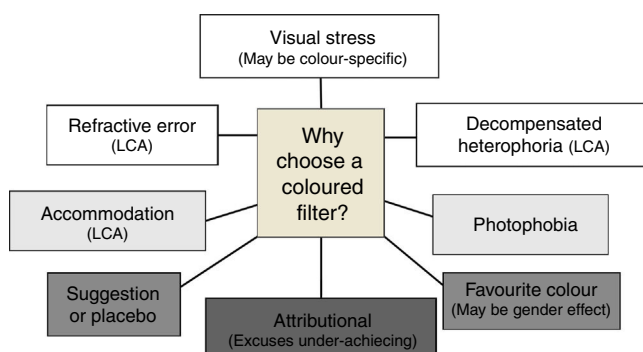 Visual stress
(May be colour-specific)
Refractive error
(LCA)
Why
choose a
coloured
filter?
Decompensated
heterophoria (LCA)
Accommodation
(LCA)
Photophobia
Suggestion
or placebo
Attributional
(Excuses under-achiecing)
Favourite colour
(May be gender effect)